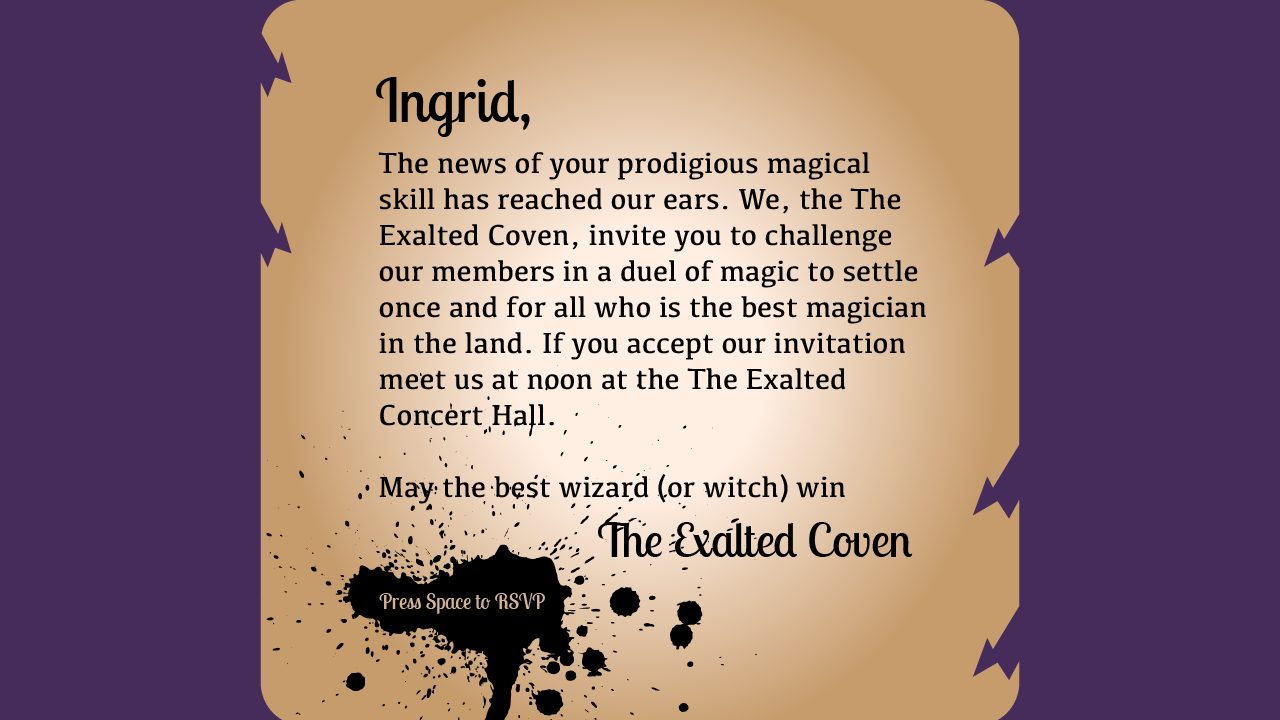 Ingrid,
The news of your prodigious magical
skill has reached our ears. We, the The
Exalted Coven, invite you to challenge
our members in a duel of magic to settle
once and for all who is the best magician
in the land. If you accept our invitation
meet us at noon at the The Exalted
Concert Hall.
May the best wizard (or witch) win
The Exalted Coven
Press Space to RSVP